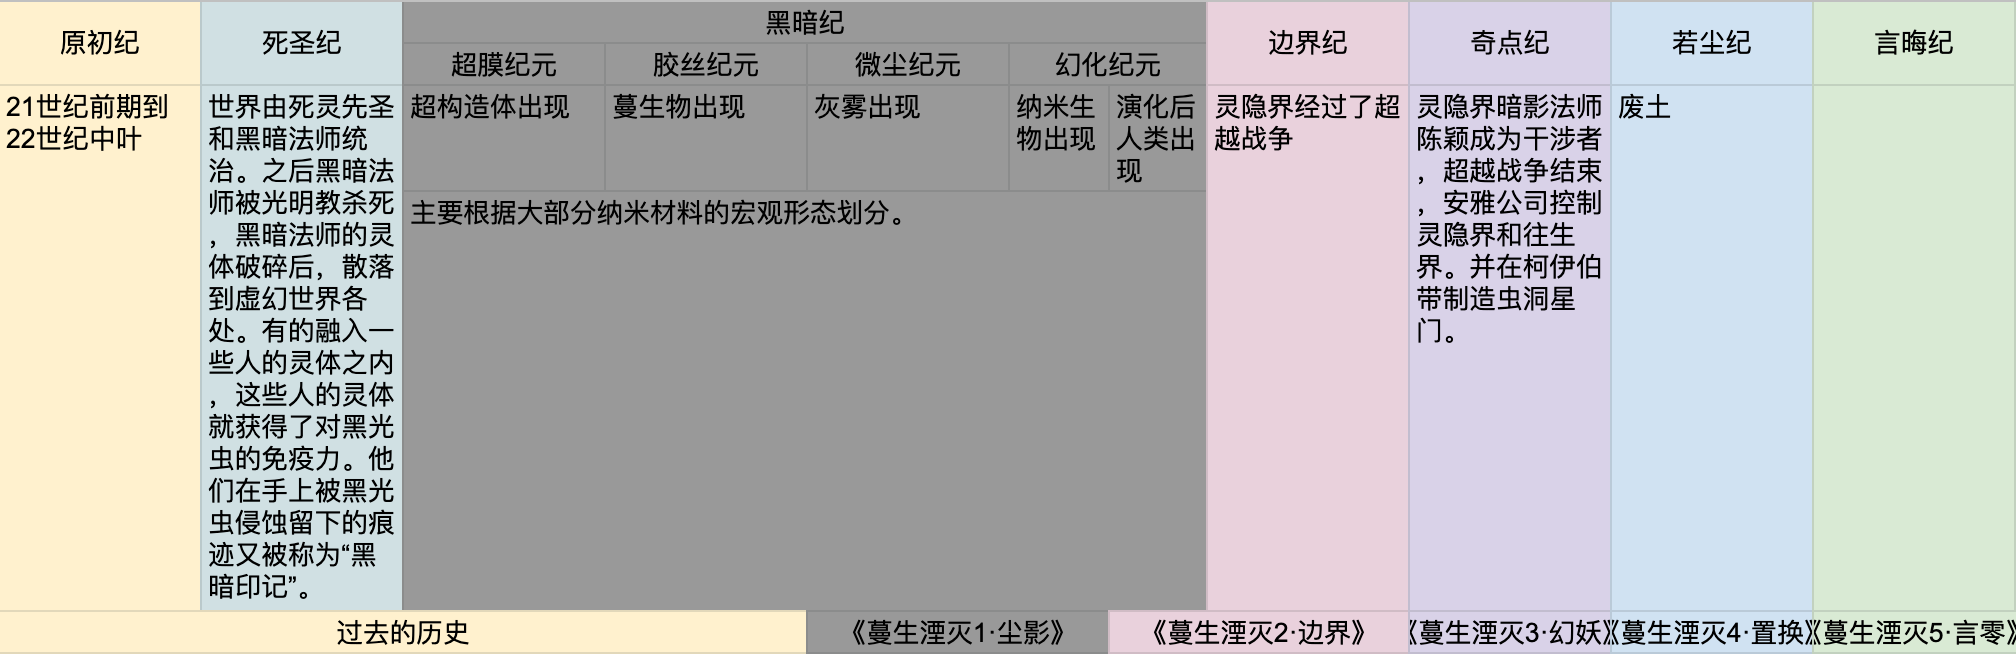 原初纪
死圣纪
黑暗纪
超膜纪元
胶丝纪元
微尘纪元
幻化纪元
边界纪
奇点纪
若尘纪
言晦纪
21世纪前期到
22世纪中叶
世界由死灵先圣
和黑暗法师统
治。之后黑暗法
师被光明教杀死
，黑暗法师的灵
体破碎后，散落
到虚幻世界各
处。有的融入一
些人的灵体之内
，这些人的灵体
就获得了对黑光
虫的免疫力。他
们在手上被黑光
虫侵蚀留下的痕
迹又被称为“黑
暗印记”。
超构造体出现
蔓生物出现
灰雾出现
纳米生
物出现
演化后
人类出
现
主要根据大部分纳米材料的宏观形态划分。
灵隐界经过了超
越战争
灵隐界暗影法师
陈颖成为干涉者
，超越战争结束
，安雅公司控制
灵隐界和往生
界。并在柯伊伯
带制造虫洞星
门。
废土
过去的历史
《蔓生湮灭1·尘影》
《蔓生湮灭2·边界》
《蔓生湮灭3·幻妖》
《蔓生湮灭4·置换》
《蔓生湮灭5·言零》